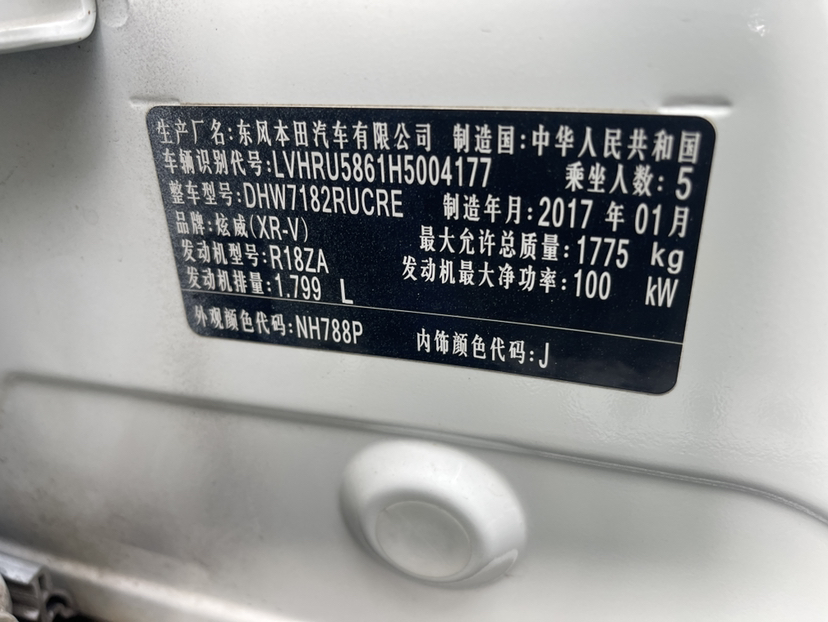 生产厂名:东风本田汽车有限公司 制造国:中华人民共和国
车辆识别代号:LVHRU5861H5004177 乘坐人数:5
整车型号:DHW7182RUCRE 制造年月:2017 年 01月
品牌:炫威(XR-V) 最大允许总质量:1775 kg
发动机型号:R18ZA 发动机最大净功率:100 kW
发动机排量:1.799 L
外观颜色代码:NH788P 内饰颜色代码:J